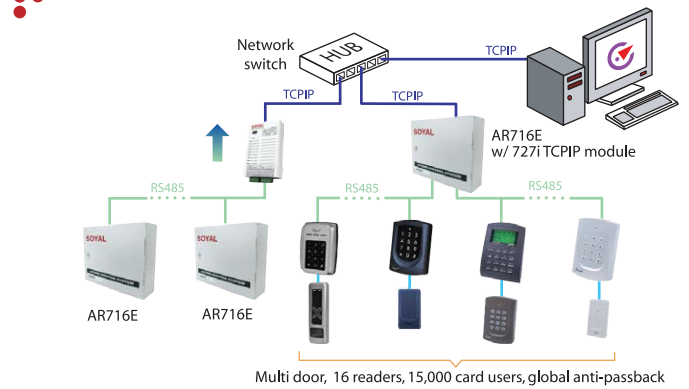 Network
switch
HUB
TCPIP
TCPIP
TCPIP
SOYAL
SOYAL
AR716E
w/ 727i TCPIP module
RS485
RS485
RS485
SOYAL
SOYAL
AR716E
AR716E
Multi door, 16 readers, 15,000 card users, global anti-passback